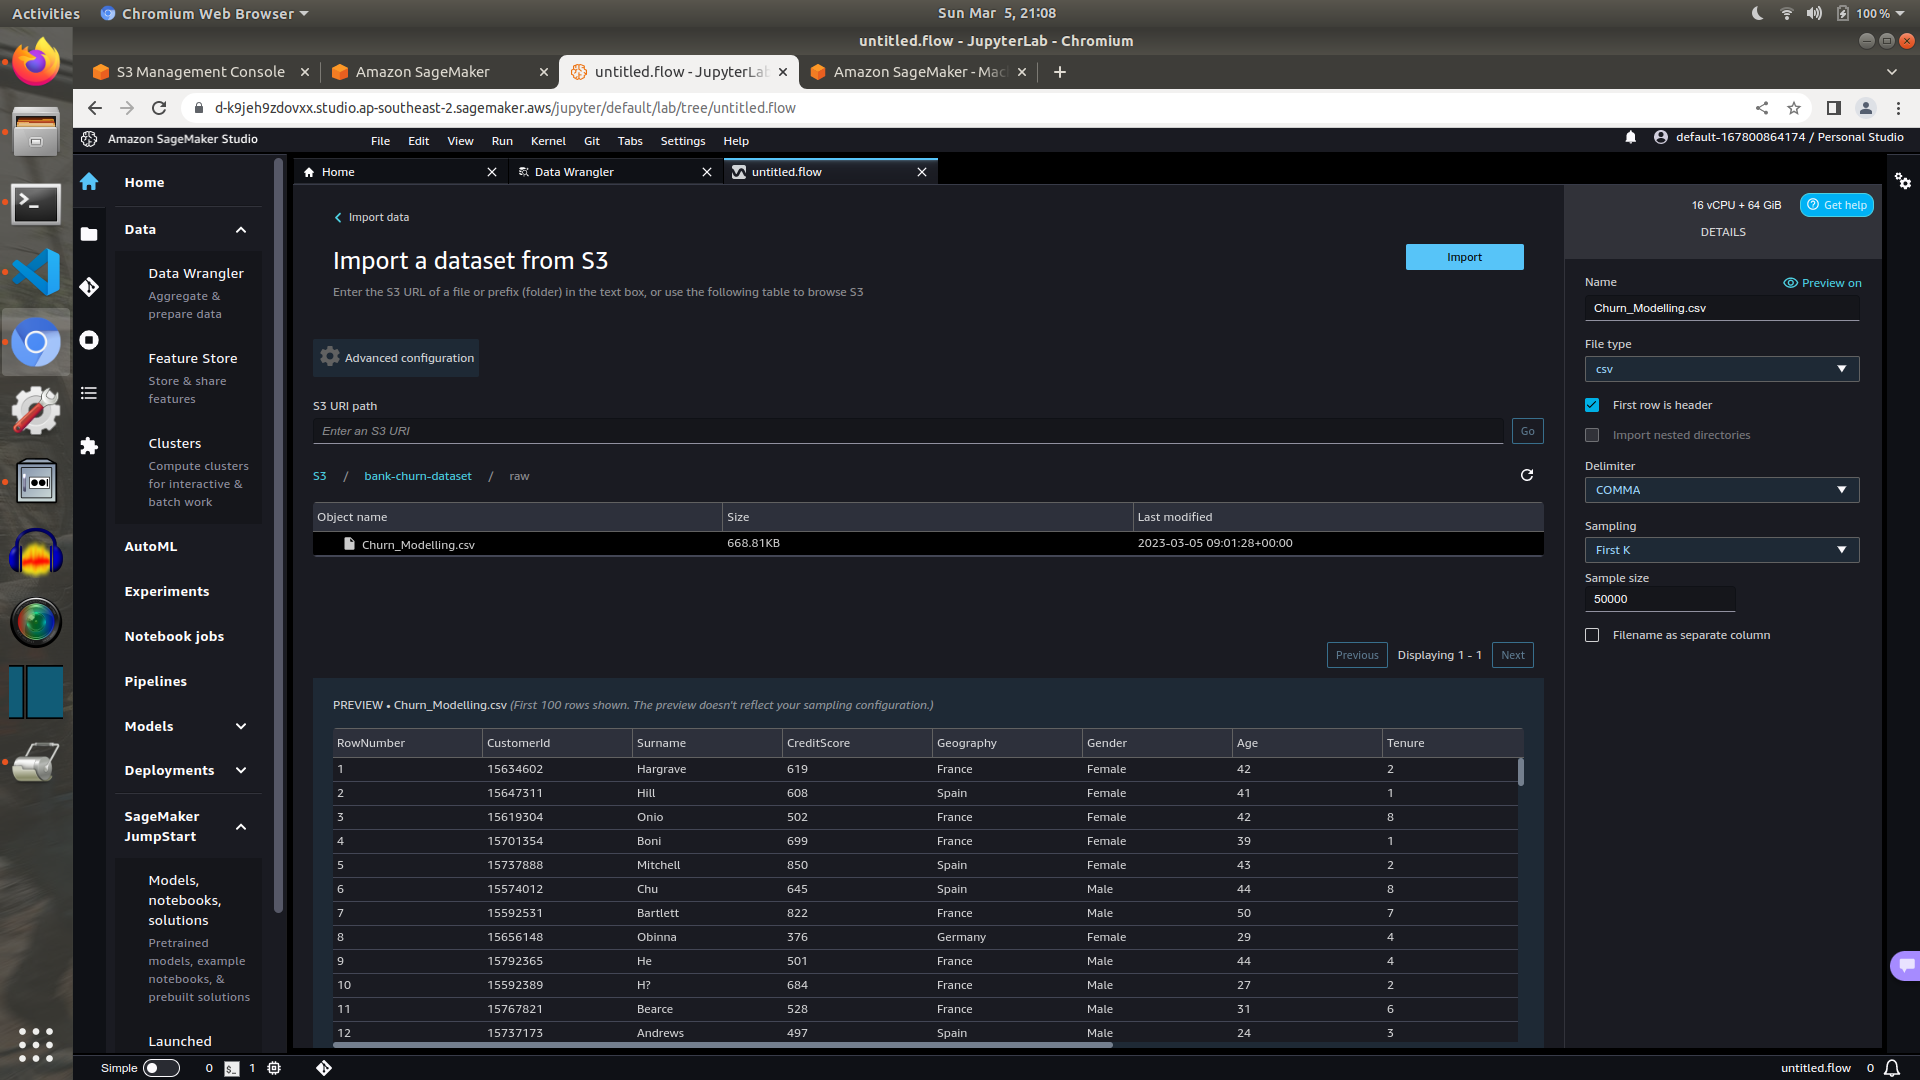 Activities
Chromium Web Browser
Sun Mar 5, 21:08
100 %
untitled.flow - JupyterLab - Chromium
S3 Management Console
Amazon SageMaker
untitled.flow - JupyterLab
Amazon SageMaker - Mac
d-k9jeh9zdovxx.studio.ap-southeast-2.sagemaker.aws/jupyter/default/lab/tree/untitled.flow
Amazon SageMaker Studio
File Edit View Run Kernel Git Tabs Settings Help
default-167800864174 / Personal Studio
Home
Data
Data Wrangler
Aggregate &
prepare data
Feature Store
Store & share
features
Clusters
Compute clusters
for interactive &
batch work
AutoML
Experiments
Notebook jobs
Pipelines
Models
Deployments
SageMaker
JumpStart
Models,
notebooks,
solutions
Pretrained
models, example
notebooks, &
prebuilt solutions
Launched
Home
Data Wrangler
untitled.flow
Import data
Import a dataset from S3
Import
Enter the S3 URL of a file or prefix (folder) in the text box, or use the following table to browse S3
Advanced configuration
S3 URI path
Enter an S3 URI
Go
S3 / bank-churn-dataset / raw
Object name Size Last modified
Churn_Modelling.csv 668.81KB 2023-03-05 09:01:28+00:00
Previous Displaying 1 - 1 Next
PREVIEW • Churn_Modelling.csv (First 100 rows shown. The preview doesn't reflect your sampling configuration.)
RowNumber CustomerId Surname CreditScore Geography Gender Age Tenure
1 15634602 Hargrave 619 France Female 42 2
2 15647311 Hill 608 Spain Female 41 1
3 15619304 Onio 502 France Female 42 8
4 15701354 Boni 699 France Female 39 1
5 15737888 Mitchell 850 Spain Female 43 2
6 15574012 Chu 645 Spain Male 44 8
7 15592531 Bartlett 822 France Male 50 7
8 15656148 Obinna 376 Germany Female 29 4
9 15792365 He 501 France Male 44 4
10 15592389 H? 684 France Male 27 2
11 15767821 Bearce 528 France Male 31 6
12 15737173 Andrews 497 Spain Male 24 3
16 vCPU + 64 GiB
Get help
DETAILS
Name
Preview on
Churn_Modelling.csv
File type
csv
First row is header
Import nested directories
Delimiter
COMMA
Sampling
First K
Sample size
50000
Filename as separate column
Simple
0
1
untitled.flow
0